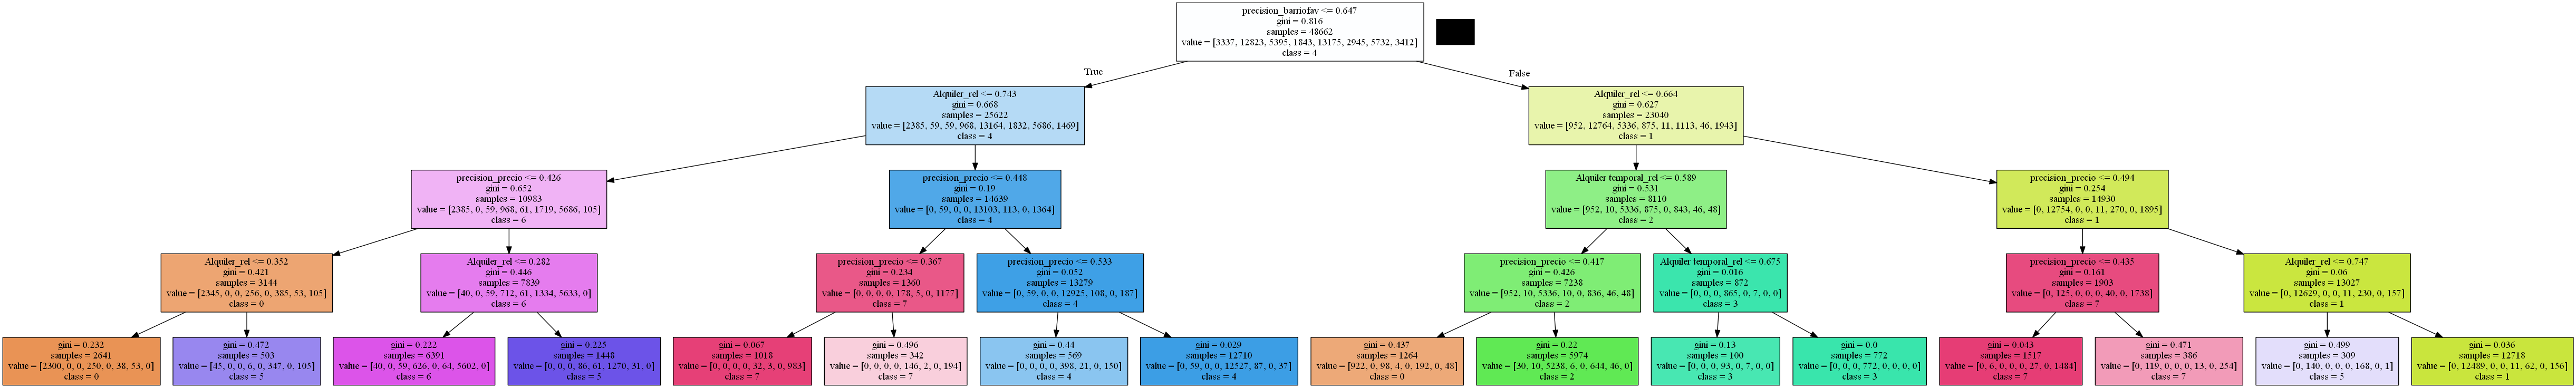 precision_barriofav <= 0.647
gini = 0.816
samples = 48662
value = [3337, 12823, 5395, 1843, 13175, 2945, 5732, 3412]
class = 4
True
False
Alquiler_rel <= 0.743
gini = 0.668
samples = 25622
value = [2385, 59, 59, 968, 13164, 1832, 5686, 1469]
class = 4
Alquiler_rel <= 0.664
gini = 0.627
samples = 23040
value = [952, 12764, 5336, 875, 11, 1113, 46, 1943]
class = 1
precision_precio <= 0.426
gini = 0.652
samples = 10983
value = [2385, 0, 59, 968, 61, 1719, 5686, 105]
class = 6
precision_precio <= 0.448
gini = 0.19
samples = 14639
value = [0, 59, 0, 0, 13103, 113, 0, 1364]
class = 4
Alquiler temporal_rel <= 0.589
gini = 0.531
samples = 8110
value = [952, 10, 5336, 875, 0, 843, 46, 48]
class = 2
precision_precio <= 0.494
gini = 0.254
samples = 14930
value = [0, 12754, 0, 0, 11, 270, 0, 1895]
class = 1
Alquiler_rel <= 0.352
gini = 0.421
samples = 3144
value = [2345, 0, 0, 256, 0, 385, 53, 105]
class = 0
Alquiler_rel <= 0.282
gini = 0.446
samples = 7839
value = [40, 0, 59, 712, 61, 1334, 5633, 0]
class = 6
precision_precio <= 0.367
gini = 0.234
samples = 1360
value = [0, 0, 0, 0, 178, 5, 0, 1177]
class = 7
precision_precio <= 0.533
gini = 0.052
samples = 13279
value = [0, 59, 0, 0, 12925, 108, 0, 187]
class = 4
precision_precio <= 0.417
gini = 0.426
samples = 7238
value = [952, 10, 5336, 10, 0, 836, 46, 48]
class = 2
Alquiler temporal_rel <= 0.675
gini = 0.016
samples = 872
value = [0, 0, 0, 865, 0, 7, 0, 0]
class = 3
precision_precio <= 0.435
gini = 0.161
samples = 1903
value = [0, 125, 0, 0, 0, 40, 0, 1738]
class = 7
Alquiler_rel <= 0.747
gini = 0.06
samples = 13027
value = [0, 12629, 0, 0, 11, 230, 0, 157]
class = 1
gini = 0.232
samples = 2641
value = [2300, 0, 0, 250, 0, 38, 53, 0]
class = 0
gini = 0.472
samples = 503
value = [45, 0, 0, 6, 0, 347, 0, 105]
class = 5
gini = 0.222
samples = 6391
value = [40, 0, 59, 626, 0, 64, 5602, 0]
class = 6
gini = 0.225
samples = 1448
value = [0, 0, 0, 86, 61, 1270, 31, 0]
class = 5
gini = 0.067
samples = 1018
value = [0, 0, 0, 0, 32, 3, 0, 983]
class = 7
gini = 0.496
samples = 342
value = [0, 0, 0, 0, 146, 2, 0, 194]
class = 7
gini = 0.44
samples = 569
value = [0, 0, 0, 0, 398, 21, 0, 150]
class = 4
gini = 0.029
samples = 12710
value = [0, 59, 0, 0, 12527, 87, 0, 37]
class = 4
gini = 0.437
samples = 1264
value = [922, 0, 98, 4, 0, 192, 0, 48]
class = 0
gini = 0.22
samples = 5974
value = [30, 10, 5238, 6, 0, 644, 46, 0]
class = 2
gini = 0.13
samples = 100
value = [0, 0, 0, 93, 0, 7, 0, 0]
class = 3
gini = 0.0
samples = 772
value = [0, 0, 0, 772, 0, 0, 0, 0]
class = 3
gini = 0.043
samples = 1517
value = [0, 6, 0, 0, 0, 27, 0, 1484]
class = 7
gini = 0.471
samples = 386
value = [0, 119, 0, 0, 0, 13, 0, 254]
class = 7
gini = 0.499
samples = 309
value = [0, 140, 0, 0, 0, 168, 0, 1]
class = 5
gini = 0.036
samples = 12718
value = [0, 12489, 0, 0, 11, 62, 0, 156]
class = 1